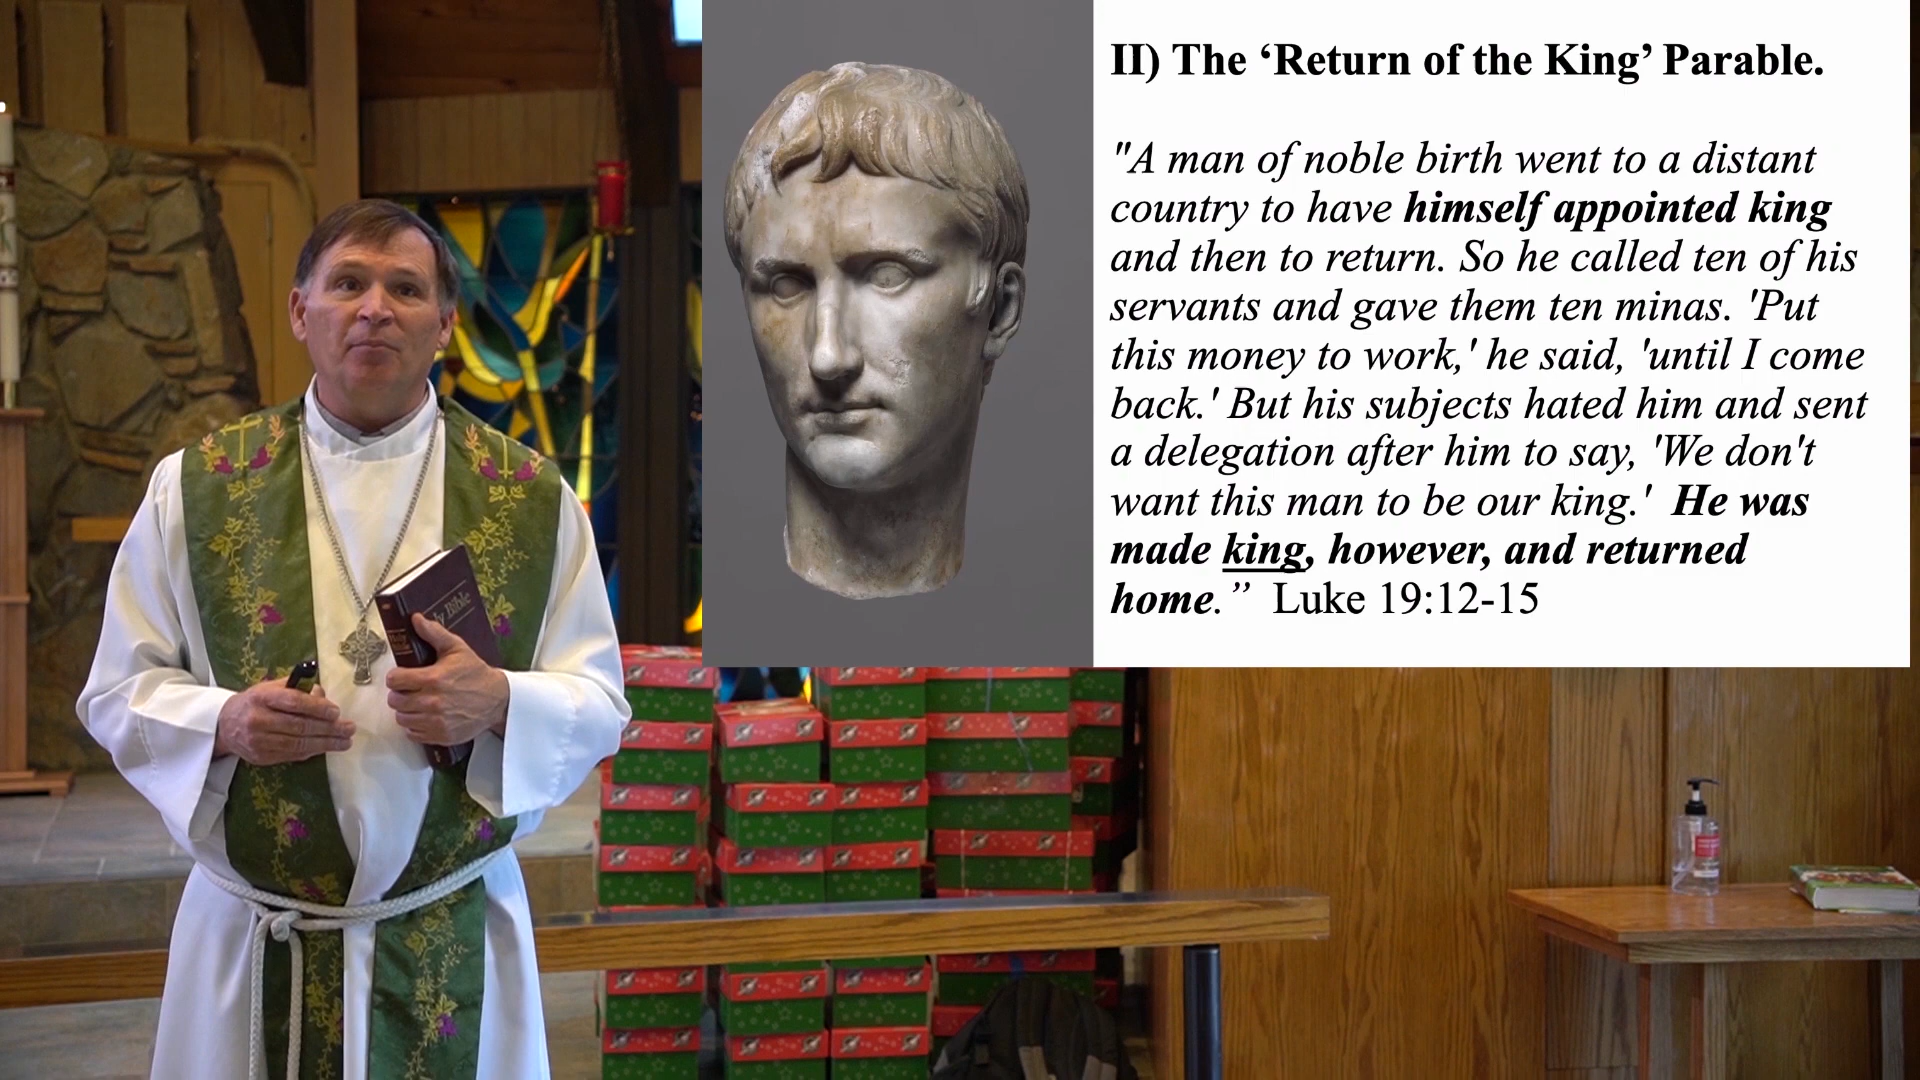 II) The ‘Return of the King’ Parable.
"A man of noble birth went to a distant
country to have himself appointed king
and then to return. So he called ten of his
servants and gave them ten minas. 'Put
this money to work,' he said, 'until I come
back.' But his subjects hated him and sent
a delegation after him to say, 'We don't
want this man to be our king.' He was
made king, however, and returned
home.” Luke 19:12-15
Bible